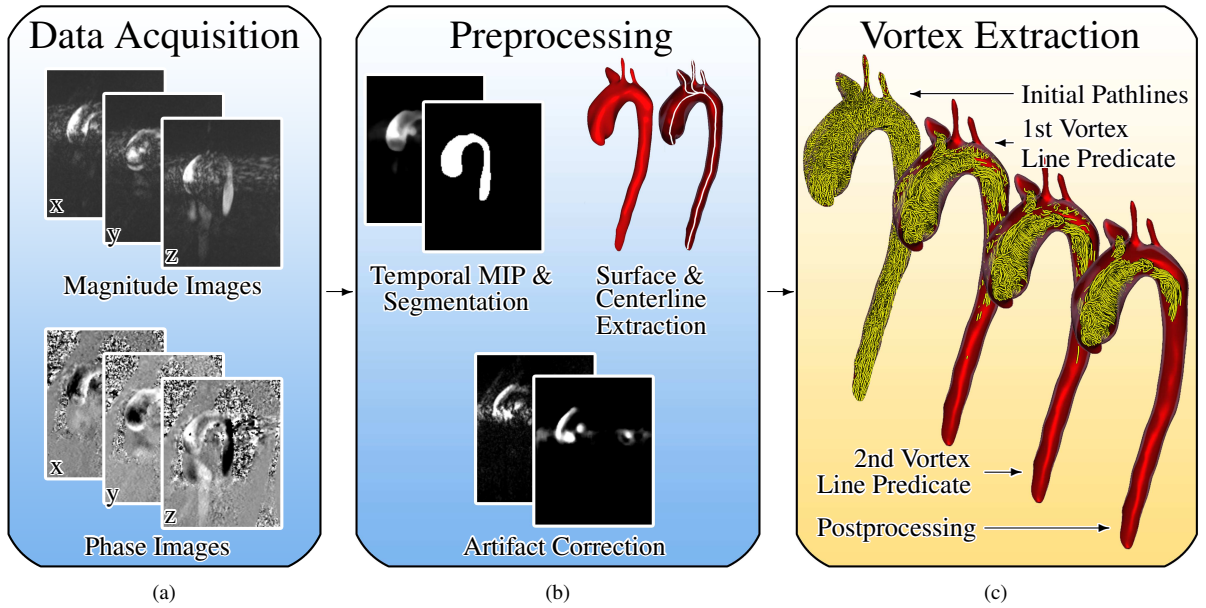 Data Acquisition
x
y
z
Magnitude Images
x
y
z
Phase Images
(a)
Preprocessing
Temporal MIP &
Segmentation
Surface &
Centerline
Extraction
Artifact Correction
(b)
Vortex Extraction
Initial Pathlines
1st Vortex
Line Predicate
2nd Vortex
Line Predicate
Postprocessing
(c)